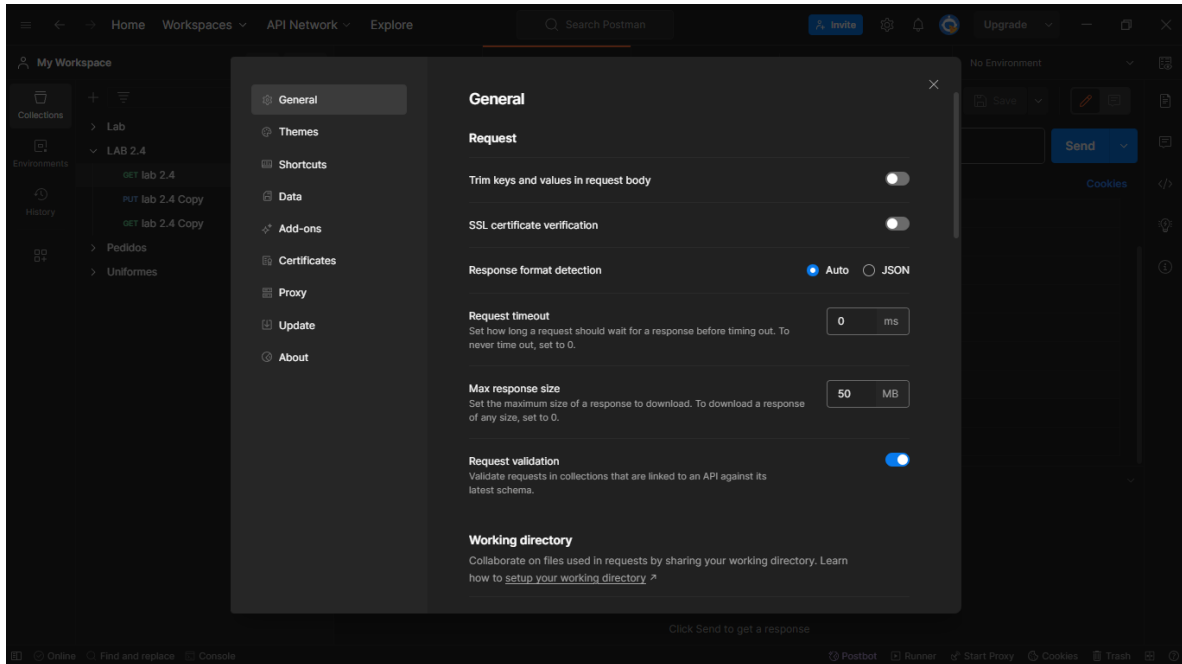 Home Workspaces API Network Explore Search Postman Invite Upgrade
My Workspace No Environment
Collections
Environments
History
Lab
LAB 2.4
GET lab 2.4
PUT lab 2.4 Copy
GET lab 2.4 Copy
Pedidos
Uniformes
Save
Send
Cookies
General
Themes
Shortcuts
Data
Add-ons
Certificates
Proxy
Update
About
General
Request
Trim keys and values in request body
SSL certificate verification
Response format detection Auto JSON
Request timeout
Set how long a request should wait for a response before timing out. To
never time out, set to 0.
0 ms
Max response size
Set the maximum size of a response to download. To download a response
of any size, set to 0.
50 MB
Request validation
Validate requests in collections that are linked to an API against its
latest schema.
Working directory
Collaborate on files used in requests by sharing your working directory. Learn
how to setup your working directory ↗
Click Send to get a response
Online Find and replace Console Postbot Runner Start Proxy Cookies Trash